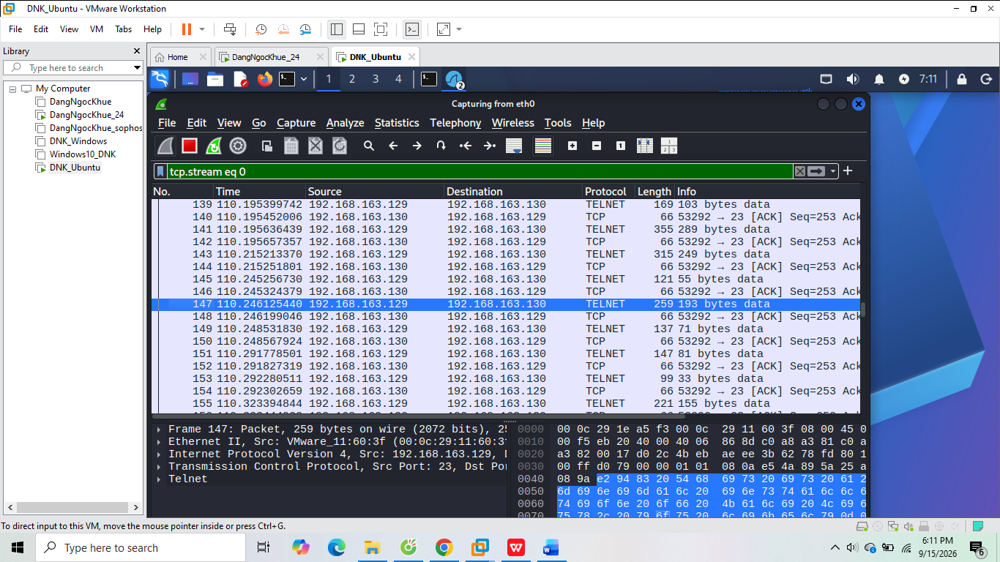 DNK_Ubuntu - VMware Workstation
File Edit View VM Tabs Help
Library
Type here to search
My Computer
DangNgocKhue
DangNgocKhue_24
DangNgocKhue_sophos
DNK_Windows
Windows10_DNK
DNK_Ubuntu
Home DangNgocKhue_24 DNK_Ubuntu
1 2 3 4 2 7:11
Capturing from eth0
File Edit View Go Capture Analyze Statistics Telephony Wireless Tools Help
tcp.stream eq 0
No. Time Source Destination Protocol Length Info
139 110.195399742 192.168.163.129 192.168.163.130 TELNET 169 103 bytes data
140 110.195452006 192.168.163.130 192.168.163.129 TCP 66 53292 → 23 [ACK] Seq=253 Ack
141 110.195636439 192.168.163.129 192.168.163.130 TELNET 355 289 bytes data
142 110.195657357 192.168.163.130 192.168.163.129 TCP 66 53292 → 23 [ACK] Seq=253 Ack
143 110.215213370 192.168.163.129 192.168.163.130 TELNET 315 249 bytes data
144 110.215251801 192.168.163.130 192.168.163.129 TCP 66 53292 → 23 [ACK] Seq=253 Ack
145 110.245256730 192.168.163.129 192.168.163.130 TELNET 121 55 bytes data
146 110.245324379 192.168.163.130 192.168.163.129 TCP 66 53292 → 23 [ACK] Seq=253 Ack
147 110.246125440 192.168.163.129 192.168.163.130 TELNET 259 193 bytes data
148 110.246199046 192.168.163.130 192.168.163.129 TCP 66 53292 → 23 [ACK] Seq=253 Ack
149 110.248531830 192.168.163.129 192.168.163.130 TELNET 137 71 bytes data
150 110.248567924 192.168.163.130 192.168.163.129 TCP 66 53292 → 23 [ACK] Seq=253 Ack
151 110.291778501 192.168.163.129 192.168.163.130 TELNET 147 81 bytes data
152 110.291827319 192.168.163.130 192.168.163.129 TCP 66 53292 → 23 [ACK] Seq=253 Ack
153 110.292280511 192.168.163.129 192.168.163.130 TELNET 99 33 bytes data
154 110.292302659 192.168.163.130 192.168.163.129 TCP 66 53292 → 23 [ACK] Seq=253 Ack
155 110.323394844 192.168.163.129 192.168.163.130 TELNET 221 155 bytes data
Frame 147: Packet, 259 bytes on wire (2072 bits), 25
Ethernet II, Src: VMware_11:60:3f (00:0c:29:11:60:3f
Internet Protocol Version 4, Src: 192.168.163.129, D
Transmission Control Protocol, Src Port: 23, Dst Por
Telnet
0000 00 0c 29 1e a5 f3 00 0c 29 11 60 3f 08 00 45 0
0010 00 f5 eb 20 40 00 40 06 86 8d c0 a8 a3 81 c0 a
0020 a3 82 00 17 d0 2c 4b eb ae ee 3b 62 78 fd 80 1
0030 00 ff d0 79 00 00 01 01 08 0a e5 4a 89 5a 25 a
0040 08 9a e2 94 83 20 54 68 69 73 20 69 73 20 61 2
0050 6d 69 6e 69 6d 61 6c 20 69 6e 73 74 61 6c 6c 6
0060 74 69 6f 6e 20 6f 66 20 4b 61 6c 69 20 4c 69 6
0070 75 78 2c 20 79 6f 75 20 6c 69 6b 65 6c 79 0d 0
To direct input to this VM, move the mouse pointer inside or press Ctrl+G.
Type here to search
6:11 PM
9/15/2026
6